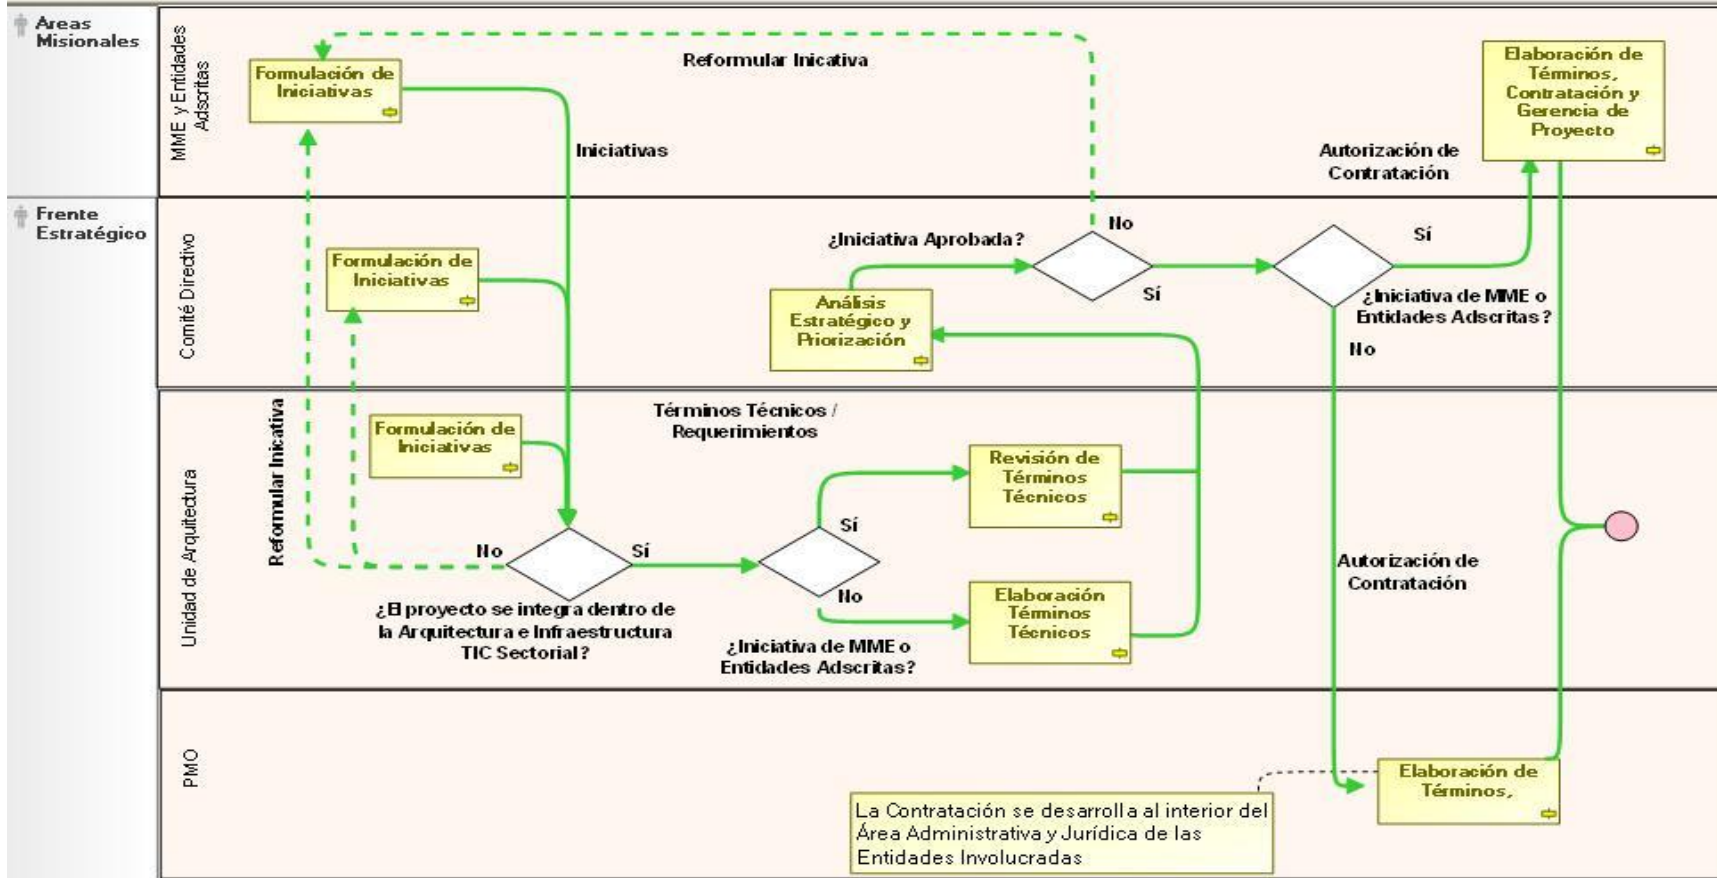 Areas
Misionales
MME y Entidades
Adscritas
Formulación de
Iniciativas
Reformular Inicativa
Iniciativas
Elaboración de
Términos,
Contratación y
Gerencia de
Proyecto
Autorización de
Contratación
Frente
Estratégico
Comité Directivo
Formulación de
Iniciativas
¿Iniciativa Aprobada?
No
Sí
Análisis
Estratégico y
Priorización
Sí
¿Iniciativa de MME o
Entidades Adscritas?
No
Unidad de Arquitectura
Reformular Inicativa
Formulación de
Iniciativas
Términos Técnicos /
Requerimientos
No
Sí
¿El proyecto se integra dentro de
la Arquitectura e Infraestructura
TIC Sectorial?
Sí
No
¿Iniciativa de MME o
Entidades Adscritas?
Revisión de
Términos
Técnicos
Elaboración
Términos
Técnicos
Autorización de
Contratación
PMO
Elaboración de
Términos,
La Contratación se desarrolla al interior del
Área Administrativa y Jurídica de las
Entidades Involucradas